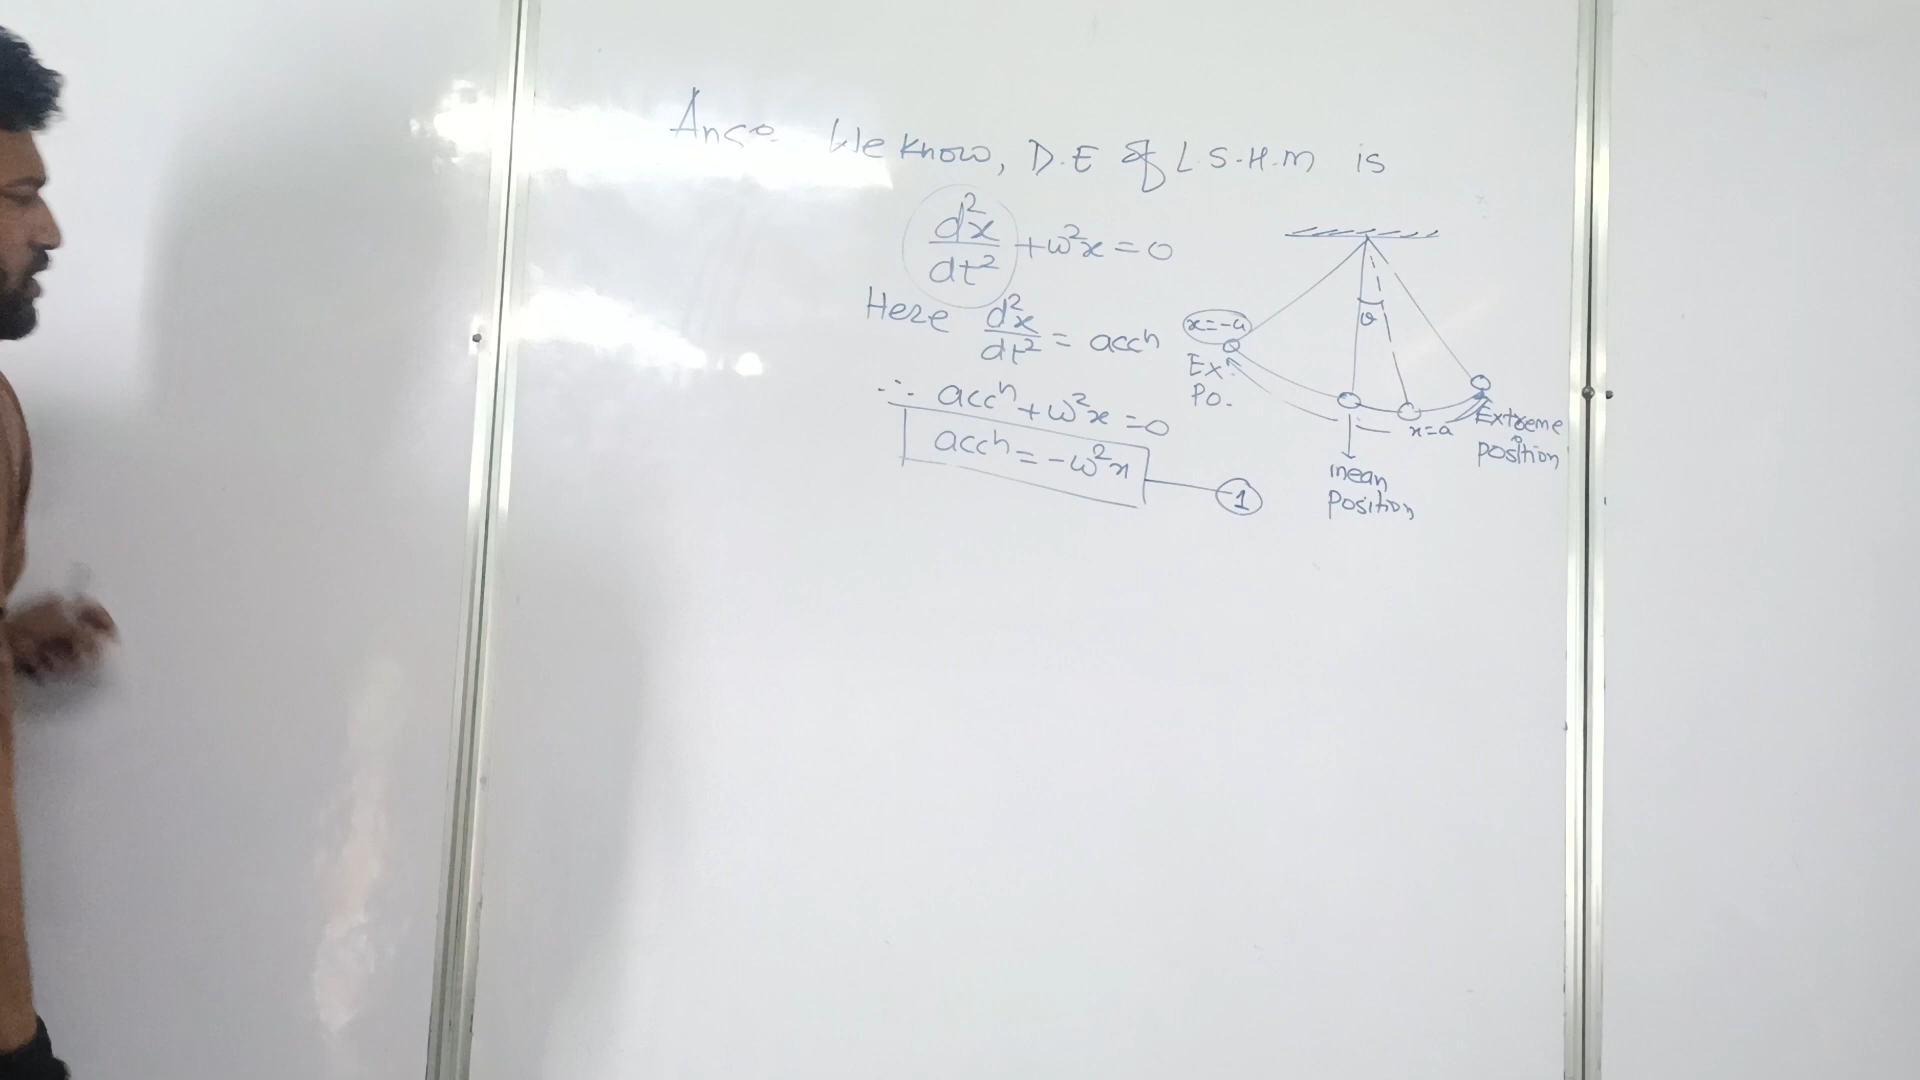 Ans:- We know, D.E of L.S.H.M is
d²x/dt² + ω²x = 0
Here d²x/dt² = accⁿ
∴ accⁿ + ω²x = 0
accⁿ = -ω²x
1
x=-a
Ex.
Po.
θ
x=a
Extreme
position
mean
position